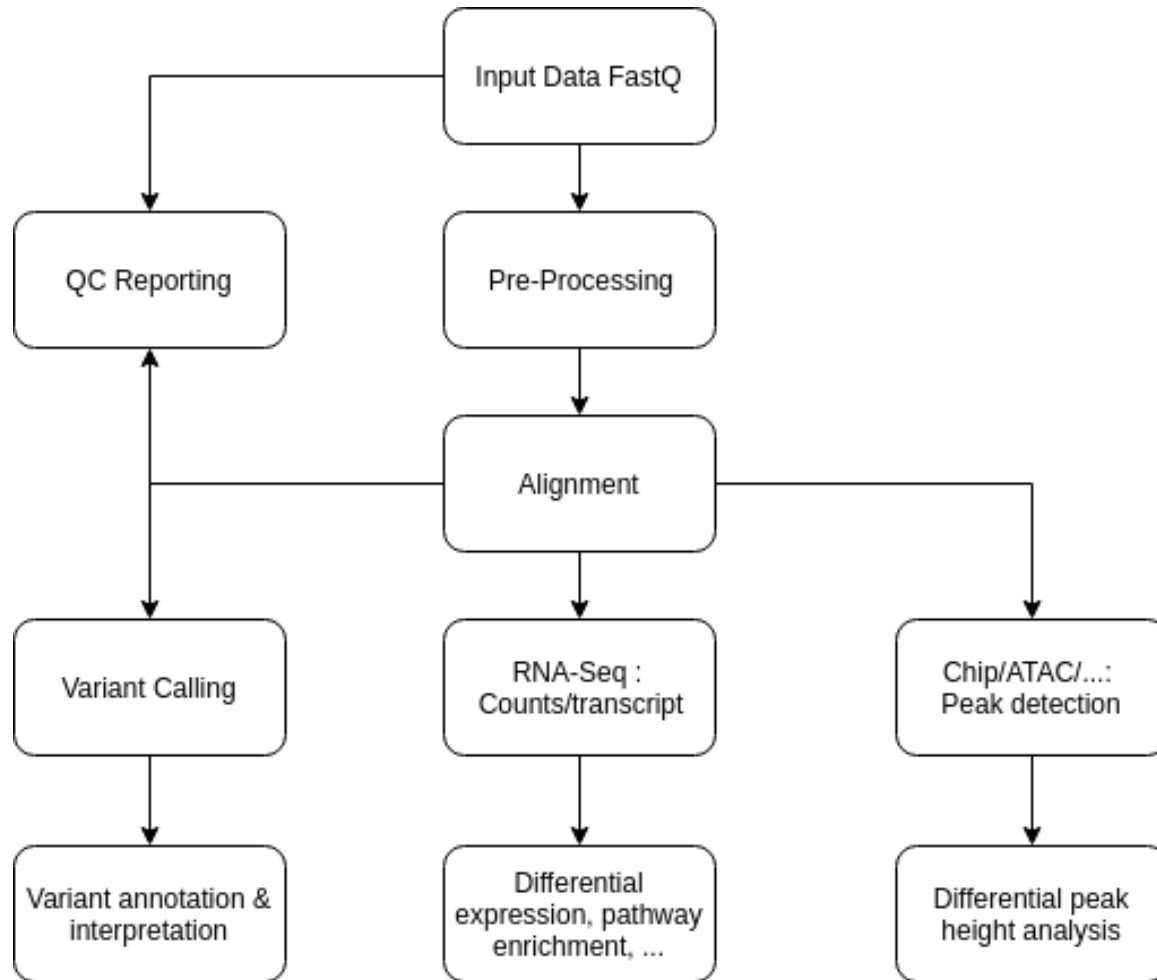 Input Data FastQ
QC Reporting
Pre-Processing
Alignment
Variant Calling
RNA-Seq :
Counts/transcript
Chip/ATAC/...:
Peak detection
Variant annotation &
interpretation
Differential
expression, pathway
enrichment, ...
Differential peak
height analysis